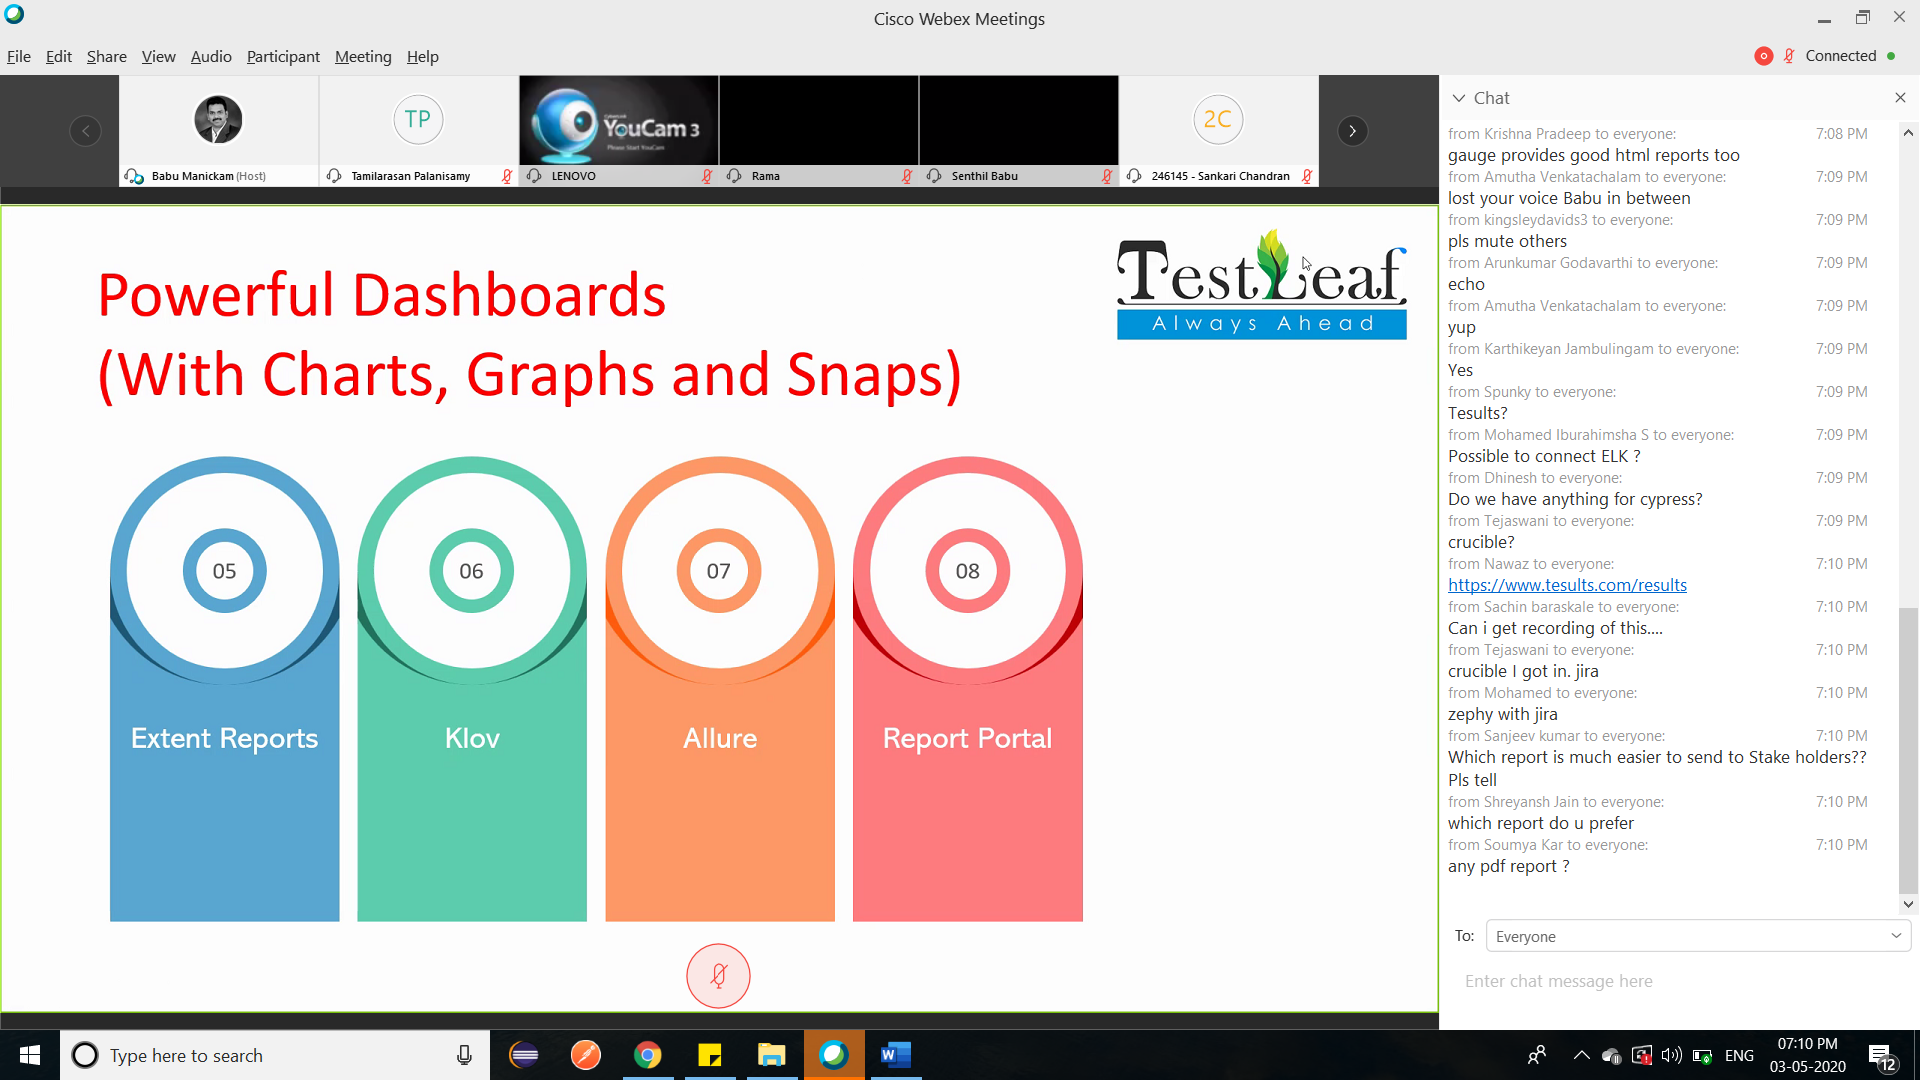 Cisco Webex Meetings
File Edit Share View Audio Participant Meeting Help
Connected
TP
YouCam 3
Please Start YouCam
2C
Babu Manickam (Host)
Tamilarasan Palanisamy
LENOVO
Rama
Senthil Babu
246145 - Sankari Chandran
Powerful Dashboards
(With Charts, Graphs and Snaps)
TestLeaf
Always Ahead
05
06
07
08
Extent Reports
Klov
Allure
Report Portal
Chat
from Krishna Pradeep to everyone: 7:08 PM
gauge provides good html reports too
from Amutha Venkatachalam to everyone: 7:09 PM
lost your voice Babu in between
from kingsleydavids3 to everyone: 7:09 PM
pls mute others
from Arunkumar Godavarthi to everyone: 7:09 PM
echo
from Amutha Venkatachalam to everyone: 7:09 PM
yup
from Karthikeyan Jambulingam to everyone: 7:09 PM
Yes
from Spunky to everyone: 7:09 PM
Tesults?
from Mohamed Iburahimsha S to everyone: 7:09 PM
Possible to connect ELK ?
from Dhinesh to everyone: 7:09 PM
Do we have anything for cypress?
from Tejaswani to everyone: 7:09 PM
crucible?
from Nawaz to everyone: 7:10 PM
https://www.tesults.com/results
from Sachin baraskale to everyone: 7:10 PM
Can i get recording of this....
from Tejaswani to everyone: 7:10 PM
crucible I got in. jira
from Mohamed to everyone: 7:10 PM
zephy with jira
from Sanjeev kumar to everyone: 7:10 PM
Which report is much easier to send to Stake holders??
Pls tell
from Shreyansh Jain to everyone: 7:10 PM
which report do u prefer
from Soumya Kar to everyone: 7:10 PM
any pdf report ?
To: Everyone
Enter chat message here
Type here to search
ENG
07:10 PM
03-05-2020
12